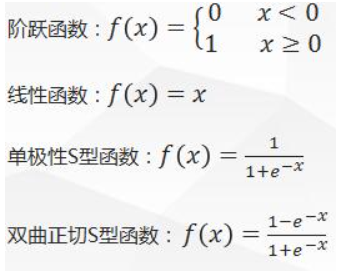 阶跃函数：f(x) = {0  x < 0
1  x ≥ 0
线性函数：f(x) = x
单极性S型函数：f(x) = 1/(1+e^{-x})
双曲正切S型函数：f(x) = (1-e^{-x})/(1+e^{-x})